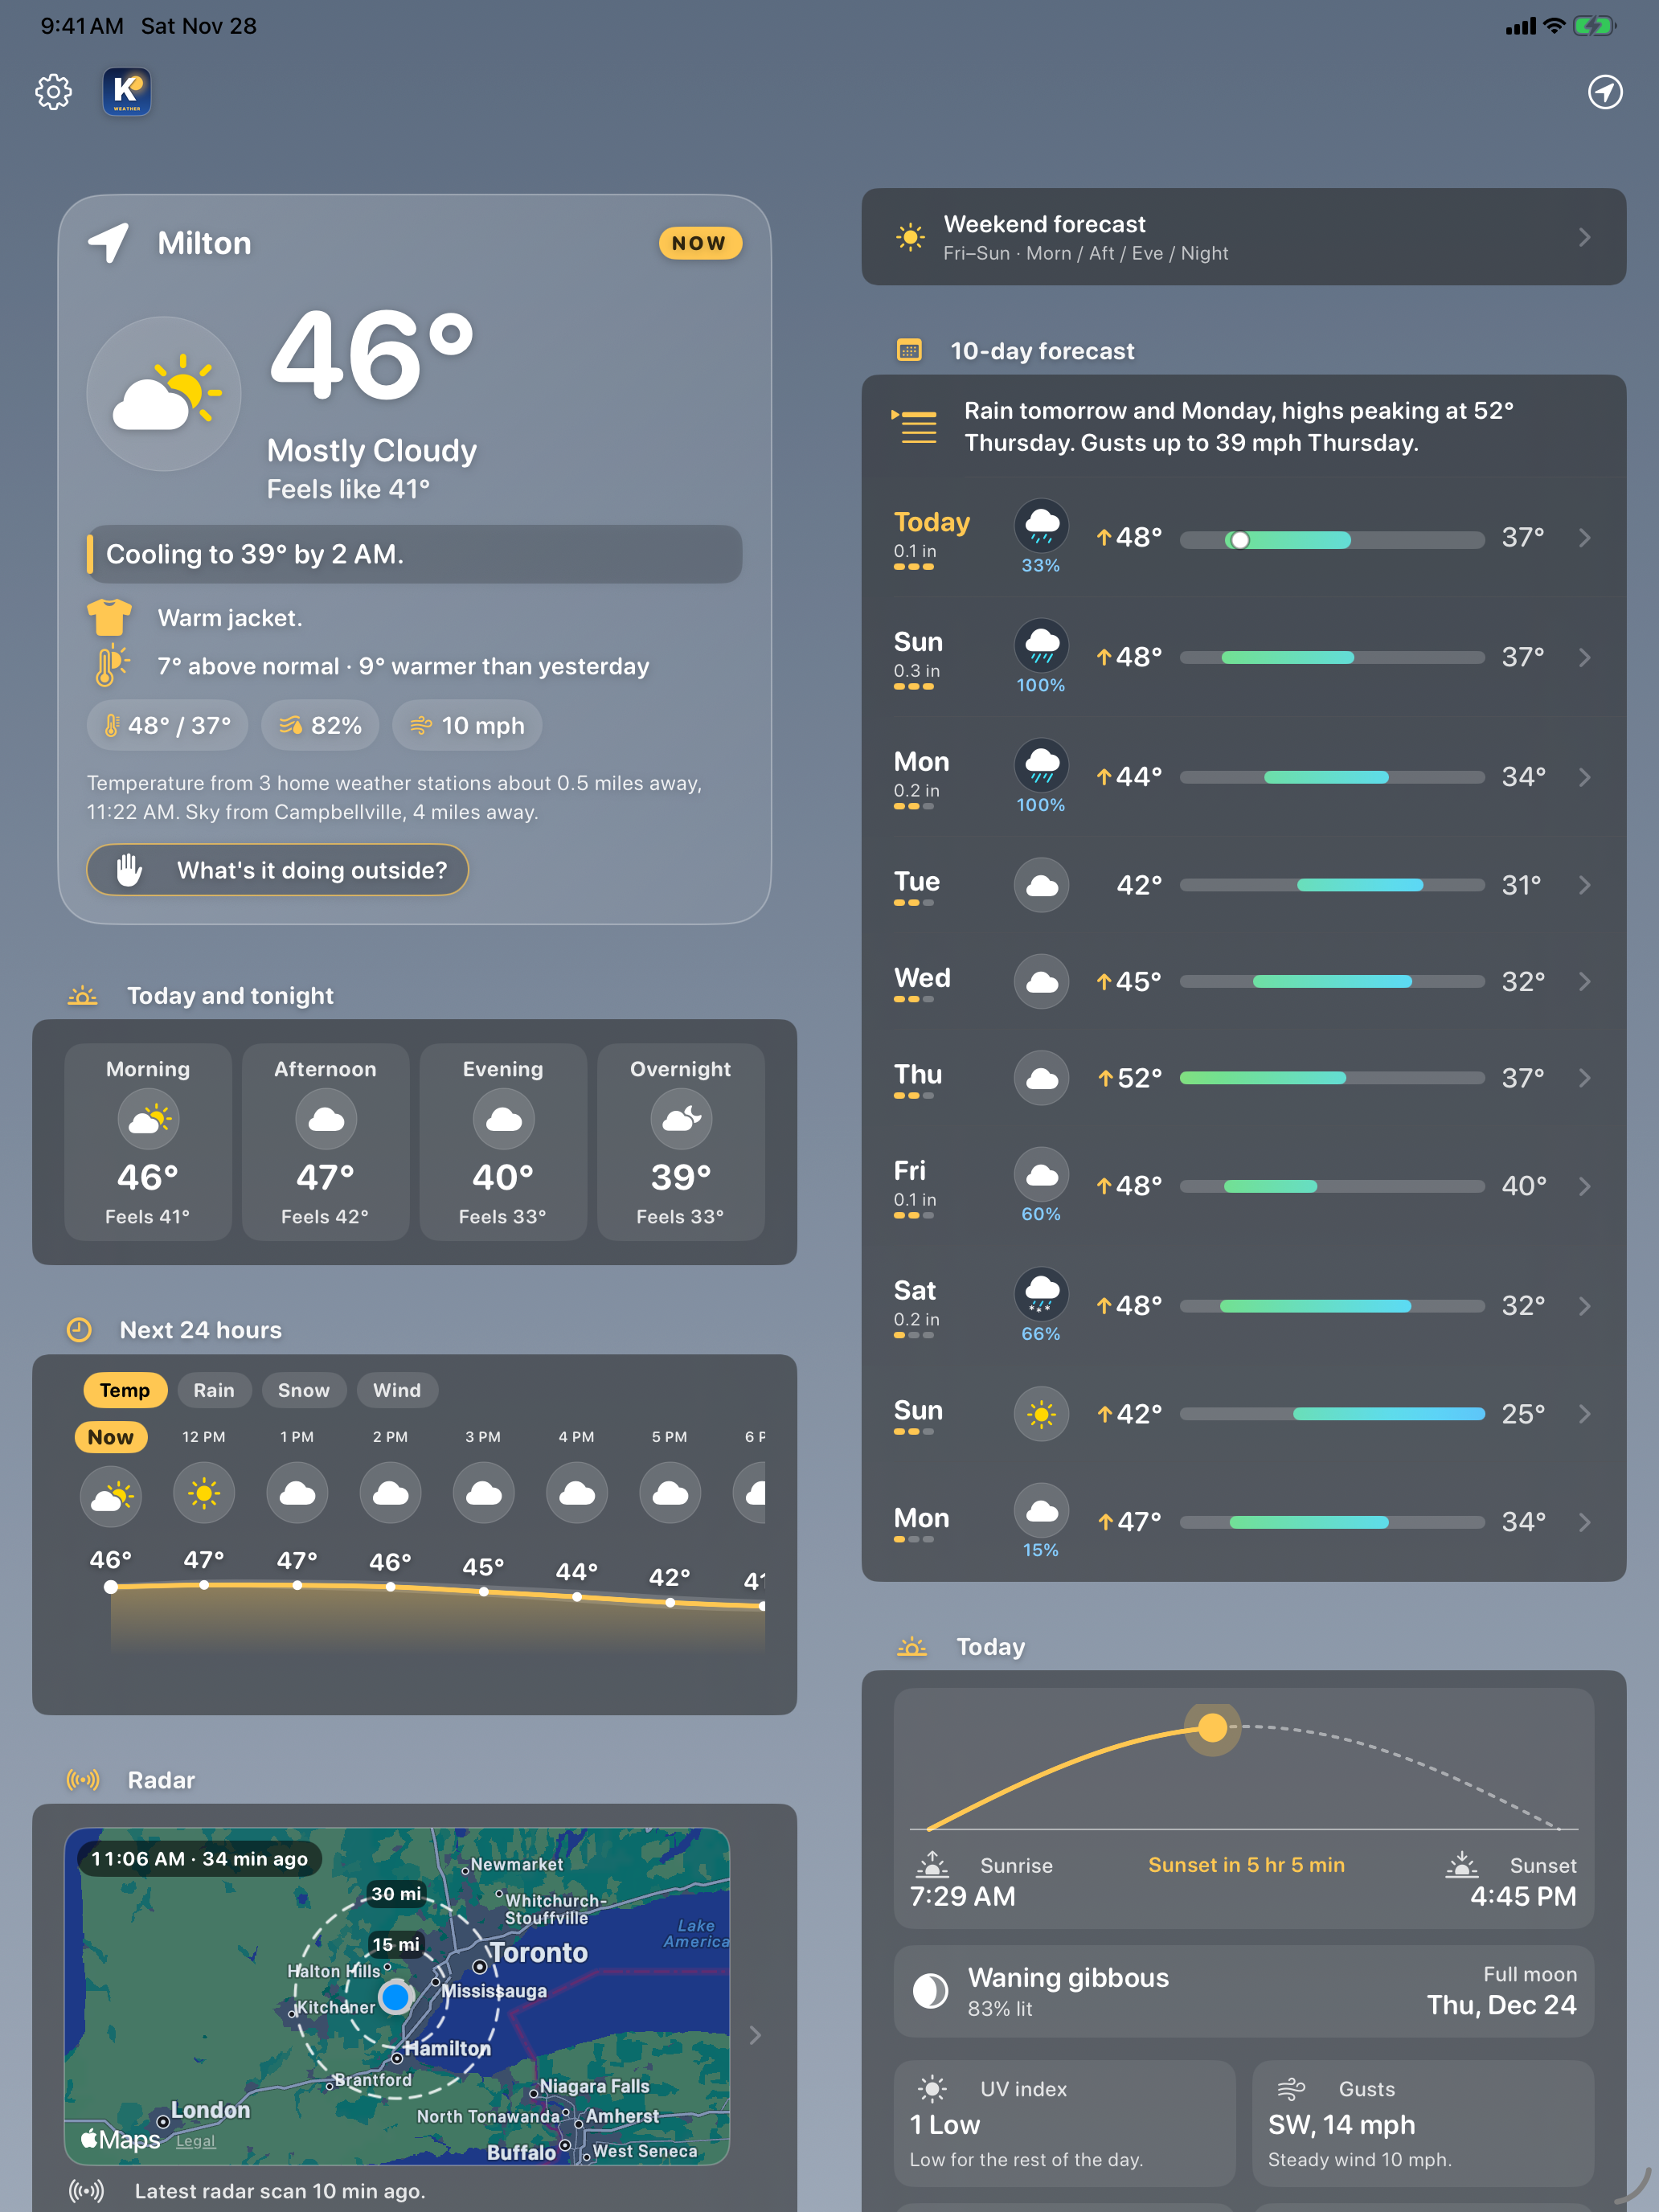 9:41 AM Sat Nov 28
K
WEATHER
Milton
NOW
46°
Mostly Cloudy
Feels like 41°
Cooling to 39° by 2 AM.
Warm jacket.
7° above normal · 9° warmer than yesterday
48° / 37°
82%
10 mph
Temperature from 3 home weather stations about 0.5 miles away,
11:22 AM. Sky from Campbellville, 4 miles away.
What's it doing outside?
Today and tonight
Morning
46°
Feels 41°
Afternoon
47°
Feels 42°
Evening
40°
Feels 33°
Overnight
39°
Feels 33°
Next 24 hours
Temp
Rain
Snow
Wind
Now
12 PM
1 PM
2 PM
3 PM
4 PM
5 PM
6 P
46°
47°
47°
46°
45°
44°
42°
41
Radar
11:06 AM · 34 min ago
30 mi
15 mi
Newmarket
Whitchurch-
Stouffville
Lake
America
Toronto
Halton Hills
Mississauga
Kitchener
Hamilton
Brantford
Niagara Falls
London
North Tonawanda
Amherst
Buffalo
West Seneca
Maps
Legal
Latest radar scan 10 min ago.
Weekend forecast
Fri–Sun · Morn / Aft / Eve / Night
10-day forecast
Rain tomorrow and Monday, highs peaking at 52°
Thursday. Gusts up to 39 mph Thursday.
Today
0.1 in
33%
48°
37°
Sun
0.3 in
100%
48°
37°
Mon
0.2 in
100%
44°
34°
Tue
42°
31°
Wed
45°
32°
Thu
52°
37°
Fri
0.1 in
60%
48°
40°
Sat
0.2 in
66%
48°
32°
Sun
42°
25°
Mon
15%
47°
34°
Today
Sunrise
7:29 AM
Sunset in 5 hr 5 min
Sunset
4:45 PM
Waning gibbous
83% lit
Full moon
Thu, Dec 24
UV index
1 Low
Low for the rest of the day.
Gusts
SW, 14 mph
Steady wind 10 mph.